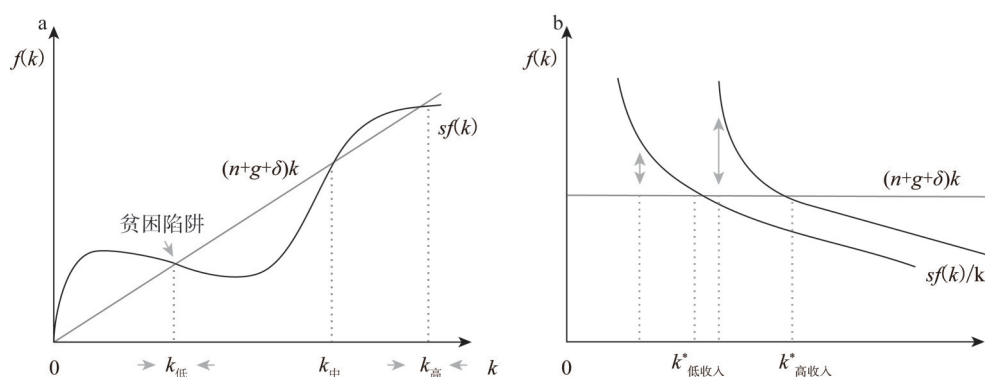 a
f(k)
sf(k)
(n+g+δ)k
贫困陷阱
0
k低
k中
k高
k
b
f(k)
(n+g+δ)k
sf(k)/k
0
k*低收入
k*高收入